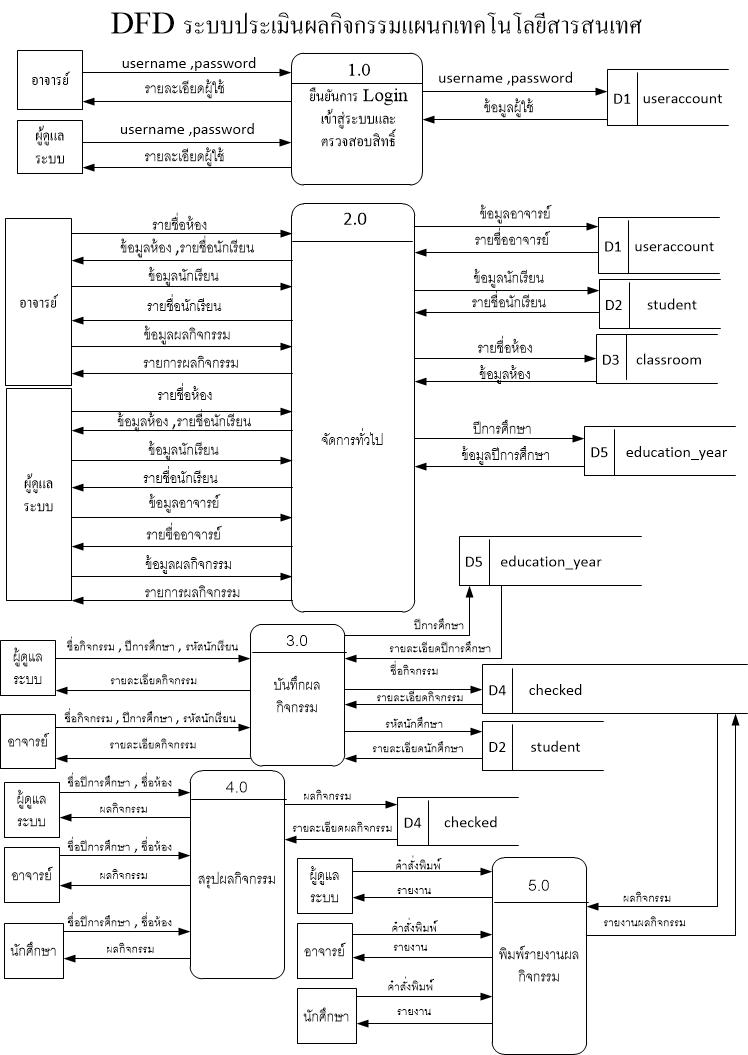 DFD ระบบประเมินผลกิจกรรมแผนกเทคโนโลยีสารสนเทศ
อาจารย์
username ,password
รายละเอียดผู้ใช้
ผู้ดูแล
ระบบ
username ,password
รายละเอียดผู้ใช้
1.0
ยืนยันการ Login
เข้าสู่ระบบและ
ตรวจสอบสิทธิ์
username ,password
ข้อมูลผู้ใช้
D1 useraccount
อาจารย์
รายชื่อห้อง
ข้อมูลห้อง ,รายชื่อนักเรียน
ข้อมูลนักเรียน
รายชื่อนักเรียน
ข้อมูลผลกิจกรรม
รายการผลกิจกรรม
ผู้ดูแล
ระบบ
รายชื่อห้อง
ข้อมูลห้อง ,รายชื่อนักเรียน
ข้อมูลนักเรียน
รายชื่อนักเรียน
ข้อมูลอาจารย์
รายชื่ออาจารย์
ข้อมูลผลกิจกรรม
รายการผลกิจกรรม
2.0
จัดการทั่วไป
ข้อมูลอาจารย์
รายชื่ออาจารย์
D1 useraccount
ข้อมูลนักเรียน
รายชื่อนักเรียน
D2 student
รายชื่อห้อง
ข้อมูลห้อง
D3 classroom
ปีการศึกษา
ข้อมูลปีการศึกษา
D5 education_year
D5 education_year
ผู้ดูแล
ระบบ
ชื่อกิจกรรม , ปีการศึกษา , รหัสนักเรียน
รายละเอียดกิจกรรม
อาจารย์
ชื่อกิจกรรม , ปีการศึกษา , รหัสนักเรียน
รายละเอียดกิจกรรม
3.0
บันทึกผล
กิจกรรม
ปีการศึกษา
รายละเอียดปีการศึกษา
ชื่อกิจกรรม
รายละเอียดกิจกรรม
D4 checked
รหัสนักศึกษา
รายละเอียดนักศึกษา
D2 student
ผู้ดูแล
ระบบ
ชื่อปีการศึกษา , ชื่อห้อง
ผลกิจกรรม
อาจารย์
ชื่อปีการศึกษา , ชื่อห้อง
ผลกิจกรรม
นักศึกษา
ชื่อปีการศึกษา , ชื่อห้อง
ผลกิจกรรม
4.0
สรุปผลกิจกรรม
ผลกิจกรรม
รายละเอียดผลกิจกรรม
D4 checked
ผู้ดูแล
ระบบ
คำสั่งพิมพ์
รายงาน
อาจารย์
คำสั่งพิมพ์
รายงาน
นักศึกษา
คำสั่งพิมพ์
รายงาน
5.0
พิมพ์รายงานผล
กิจกรรม
ผลกิจกรรม
รายงานผลกิจกรรม